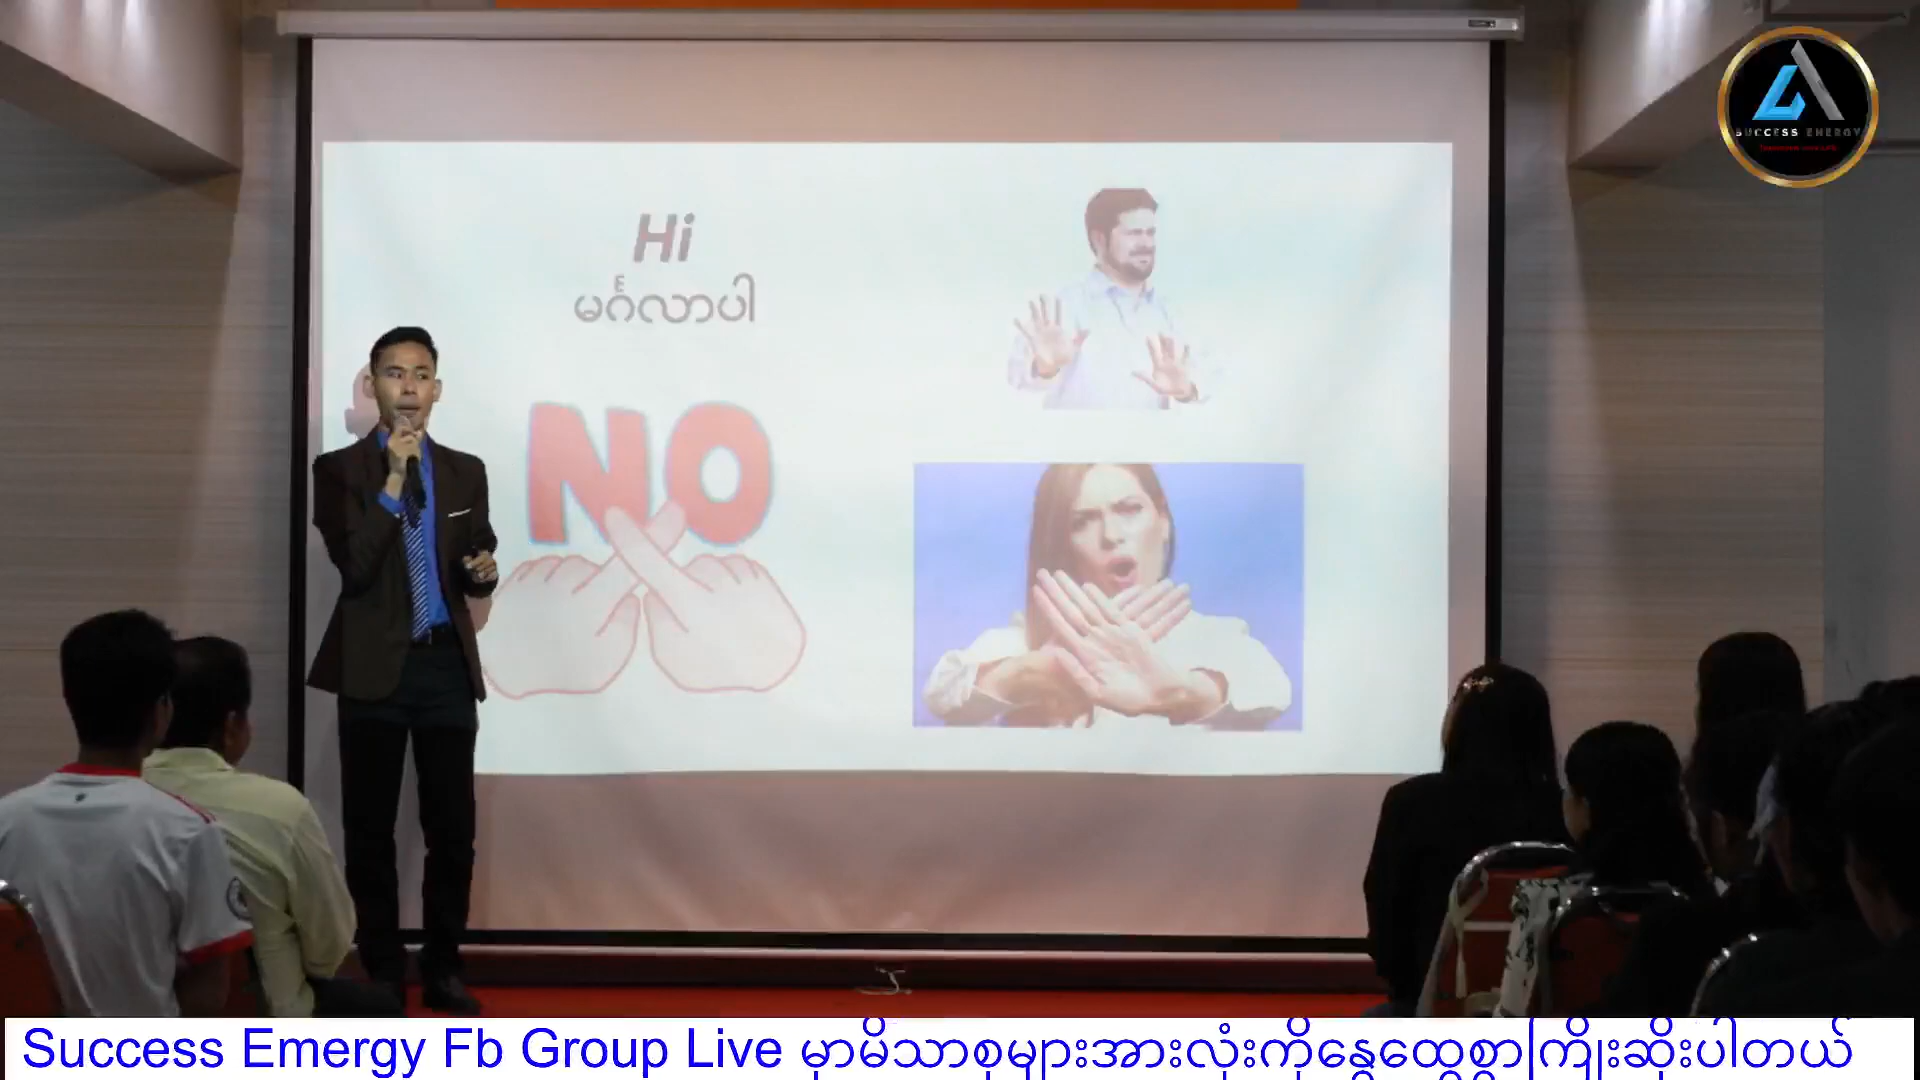 SUCCESS ENERGY
Hi
မင်္ဂလာပါ
NO
Success Emergy Fb Group Live မှာမိသာစုများအားလုံးကိုနွေထွေစွာကြိုးဆိုးပါတယ်